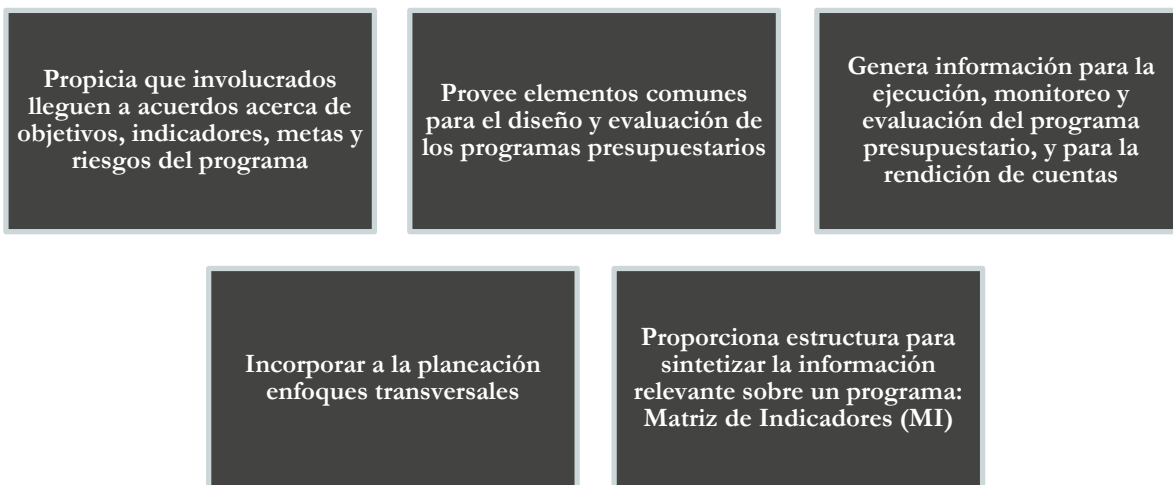 Propicia que involucrados
lleguen a acuerdos acerca de
objetivos, indicadores, metas y
riesgos del programa
Provee elementos comunes
para el diseño y evaluación de
los programas presupuestarios
Genera información para la
ejecución, monitoreo y
evaluación del programa
presupuestario, y para la
rendición de cuentas
Incorporar a la planeación
enfoques transversales
Proporciona estructura para
sintetizar la información
relevante sobre un programa:
Matriz de Indicadores (MI)